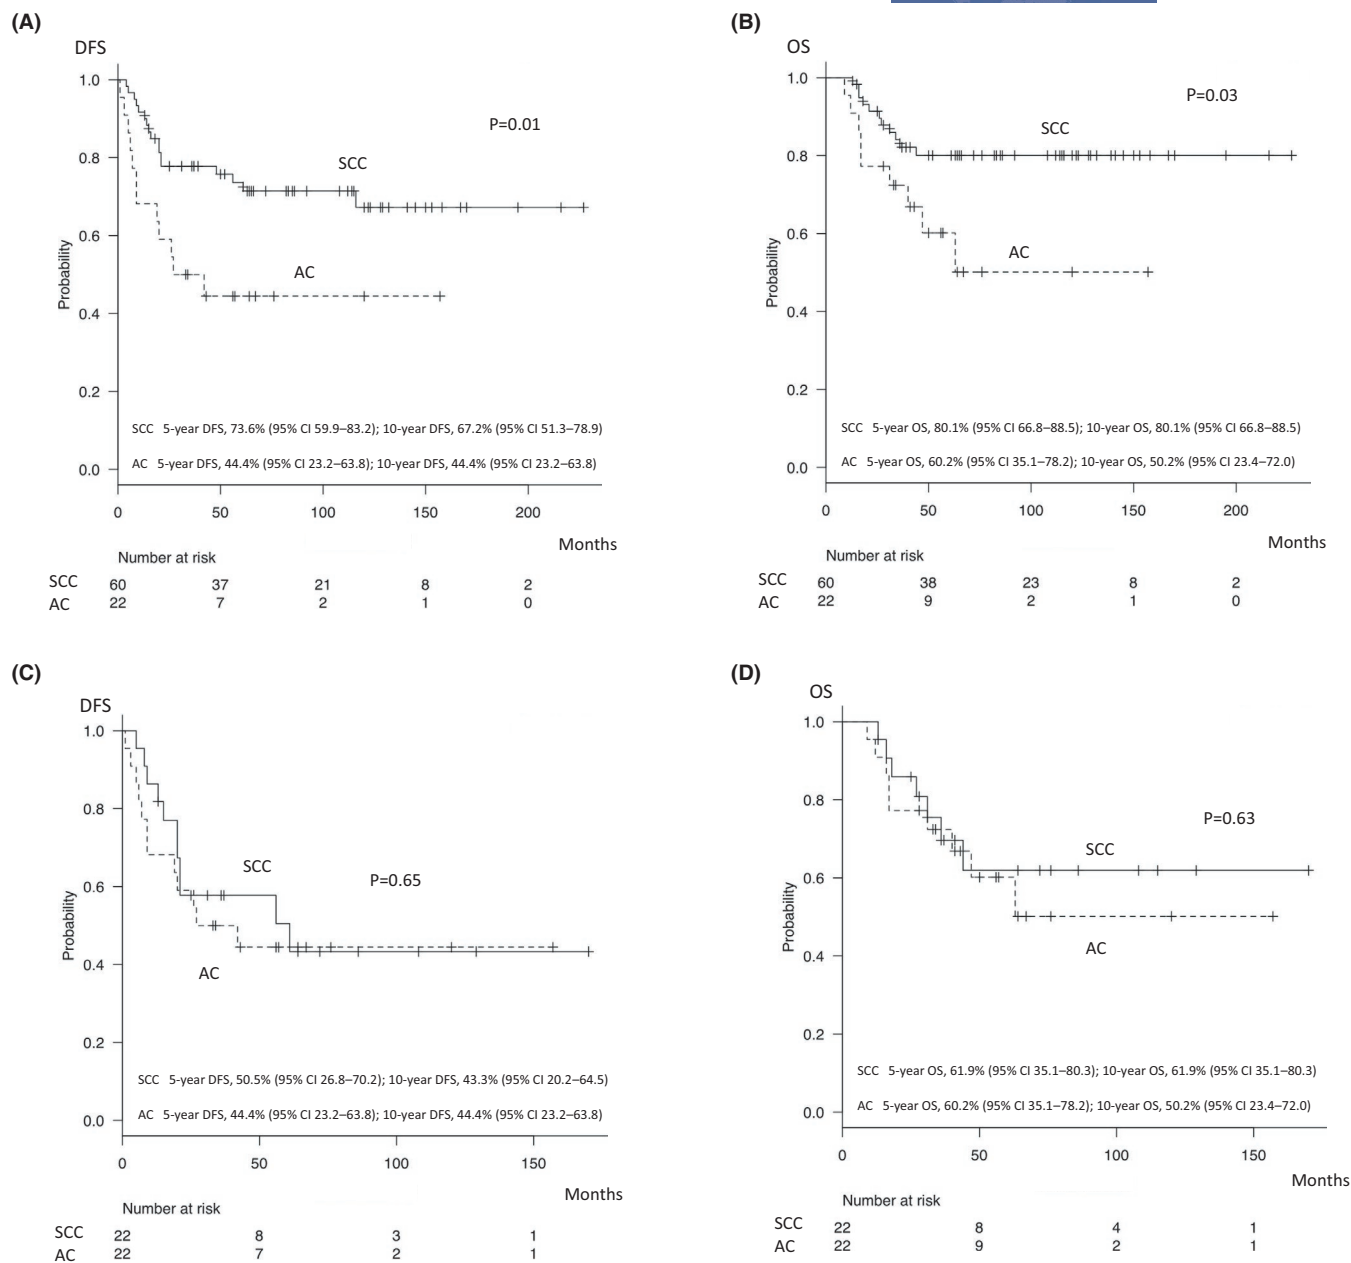 (A)
DFS
1.0
0.8
0.6
0.4
0.2
0.0
Probability
P=0.01
SCC
AC
SCC 5-year DFS, 73.6% (95% CI 59.9–83.2); 10-year DFS, 67.2% (95% CI 51.3–78.9)
AC 5-year DFS, 44.4% (95% CI 23.2–63.8); 10-year DFS, 44.4% (95% CI 23.2–63.8)
0 50 100 150 200
Months
Number at risk
SCC 60 37 21 8 2
AC 22 7 2 1 0
(B)
OS
1.0
0.8
0.6
0.4
0.2
0.0
Probability
P=0.03
SCC
AC
SCC 5-year OS, 80.1% (95% CI 66.8–88.5); 10-year OS, 80.1% (95% CI 66.8–88.5)
AC 5-year OS, 60.2% (95% CI 35.1–78.2); 10-year OS, 50.2% (95% CI 23.4–72.0)
0 50 100 150 200
Months
Number at risk
SCC 60 38 23 8 2
AC 22 9 2 1 0
(C)
DFS
1.0
0.8
0.6
0.4
0.2
0.0
Probability
SCC
P=0.65
AC
SCC 5-year DFS, 50.5% (95% CI 26.8–70.2); 10-year DFS, 43.3% (95% CI 20.2–64.5)
AC 5-year DFS, 44.4% (95% CI 23.2–63.8); 10-year DFS, 44.4% (95% CI 23.2–63.8)
0 50 100 150
Months
Number at risk
SCC 22 8 3 1
AC 22 7 2 1
(D)
OS
1.0
0.8
0.6
0.4
0.2
0.0
Probability
P=0.63
SCC
AC
SCC 5-year OS, 61.9% (95% CI 35.1–80.3); 10-year OS, 61.9% (95% CI 35.1–80.3)
AC 5-year OS, 60.2% (95% CI 35.1–78.2); 10-year OS, 50.2% (95% CI 23.4–72.0)
0 50 100 150
Months
Number at risk
SCC 22 8 4 1
AC 22 9 2 1